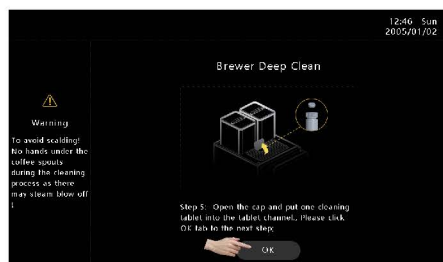 12:46 Sun
2005/01/02
Brewer Deep Clean
Warning
To avoid scalding!
No hands under the
coffee spouts
during the cleaning
process as there
may steam blow off
!
Step 5: Open the cap and put one cleaning
tablet into the tablet channel., Please click
OK tab to the next step;
OK